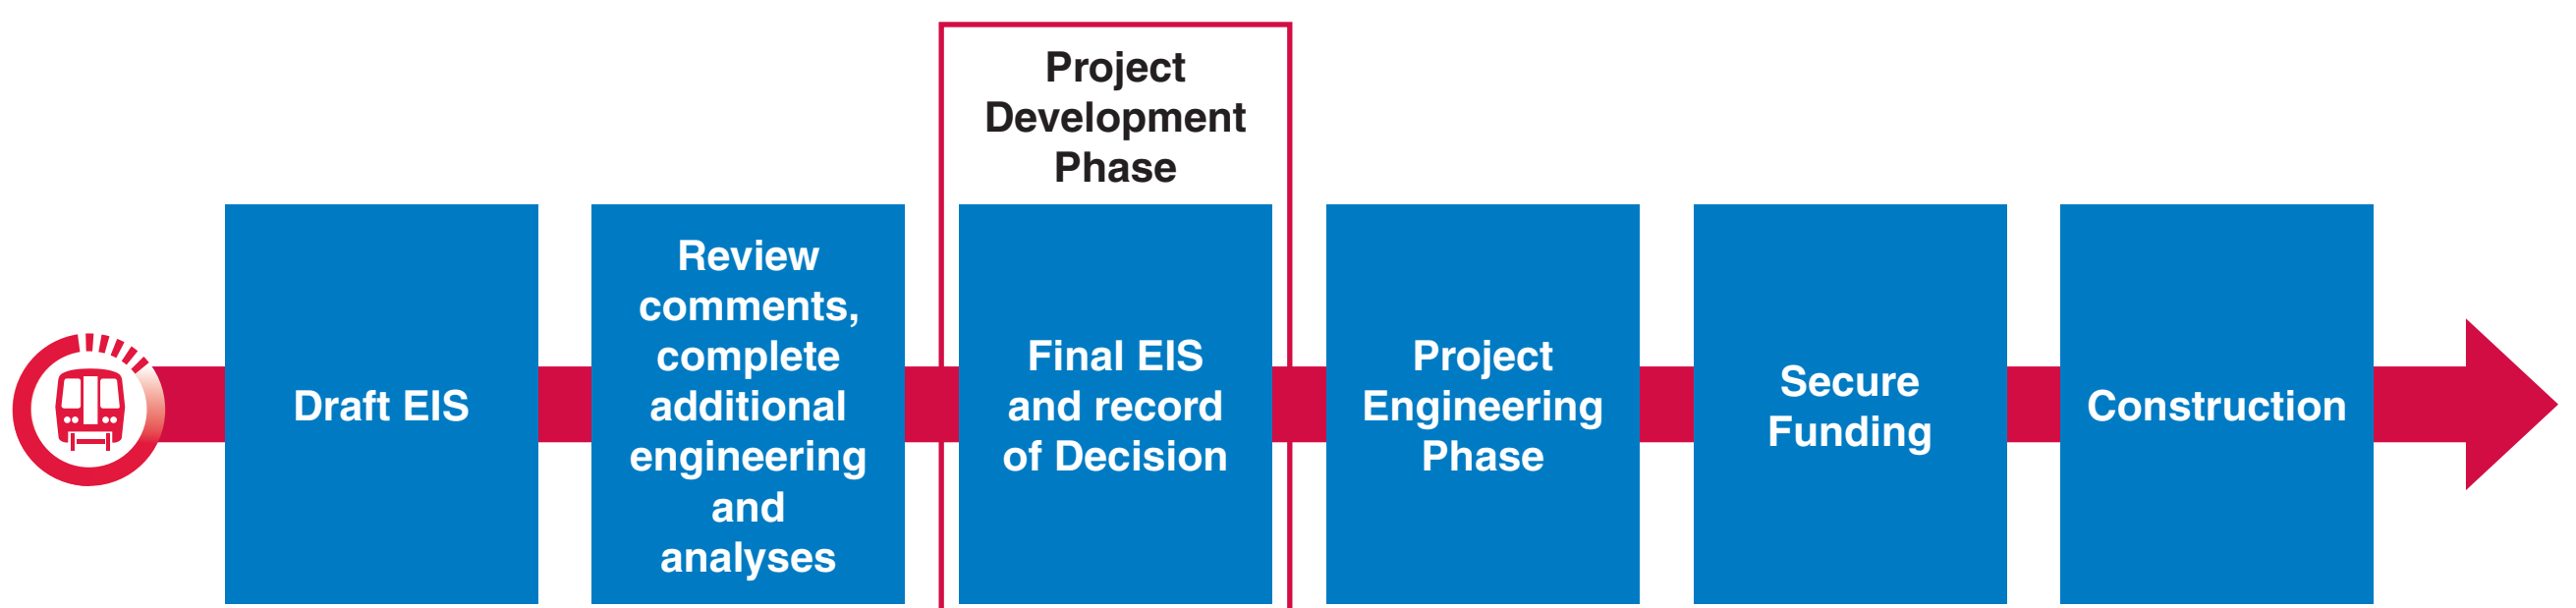 Project
Development
Phase
Draft EIS
Review
comments,
complete
additional
engineering
and
analyses
Final EIS
and record
of Decision
Project
Engineering
Phase
Secure
Funding
Construction